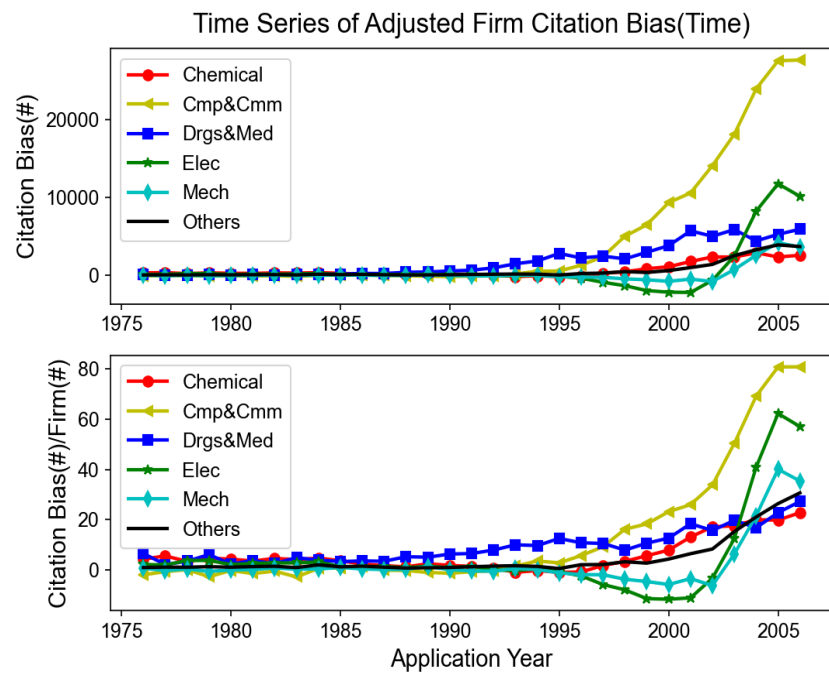 Time Series of Adjusted Firm Citation Bias(Time)
Citation Bias(#)
20000
10000
0
Chemical
Cmp&Cmm
Drgs&Med
Elec
Mech
Others
1975 1980 1985 1990 1995 2000 2005
Citation Bias(#)/Firm(#)
80
60
40
20
0
Chemical
Cmp&Cmm
Drgs&Med
Elec
Mech
Others
1975 1980 1985 1990 1995 2000 2005
Application Year